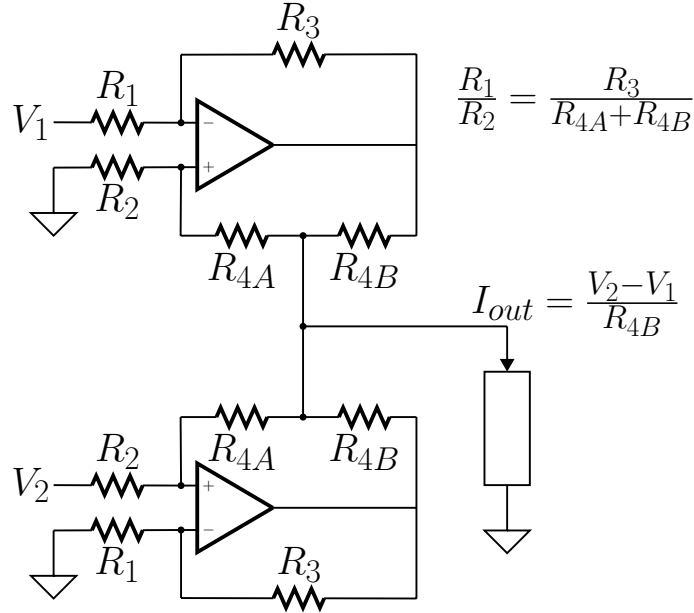 R₃
R₁
R₁/R₂ = R₃/(R₄A+R₄B)
V₁
−
+
R₂
R₄A R₄B
Iout = (V₂−V₁)/R₄B
R₂
R₄A R₄B
V₂
+
−
R₁
R₃